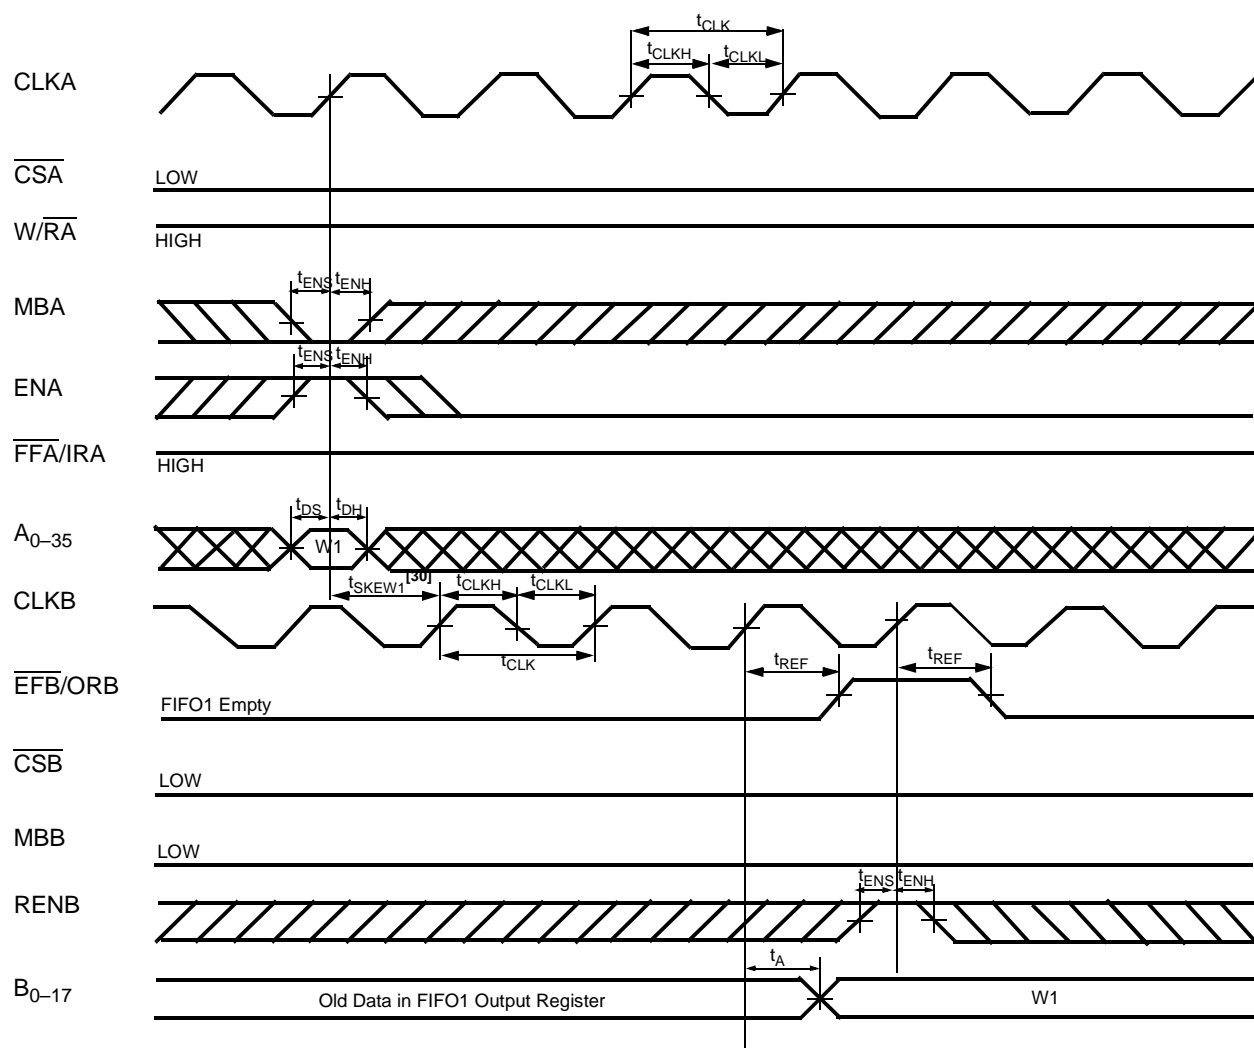 tCLK
tCLKH tCLKL
CLKA
CSA
LOW
W/RA
HIGH
tENS tENH
MBA
tENS tENH
ENA
FFA/IRA
HIGH
tDS tDH
A0–35
W1
tSKEW1[30] tCLKH tCLKL
CLKB
tCLK
tREF tREF
EFB/ORB
FIFO1 Empty
CSB
LOW
MBB
LOW
tENS tENH
RENB
tA
B0–17
Old Data in FIFO1 Output Register
W1